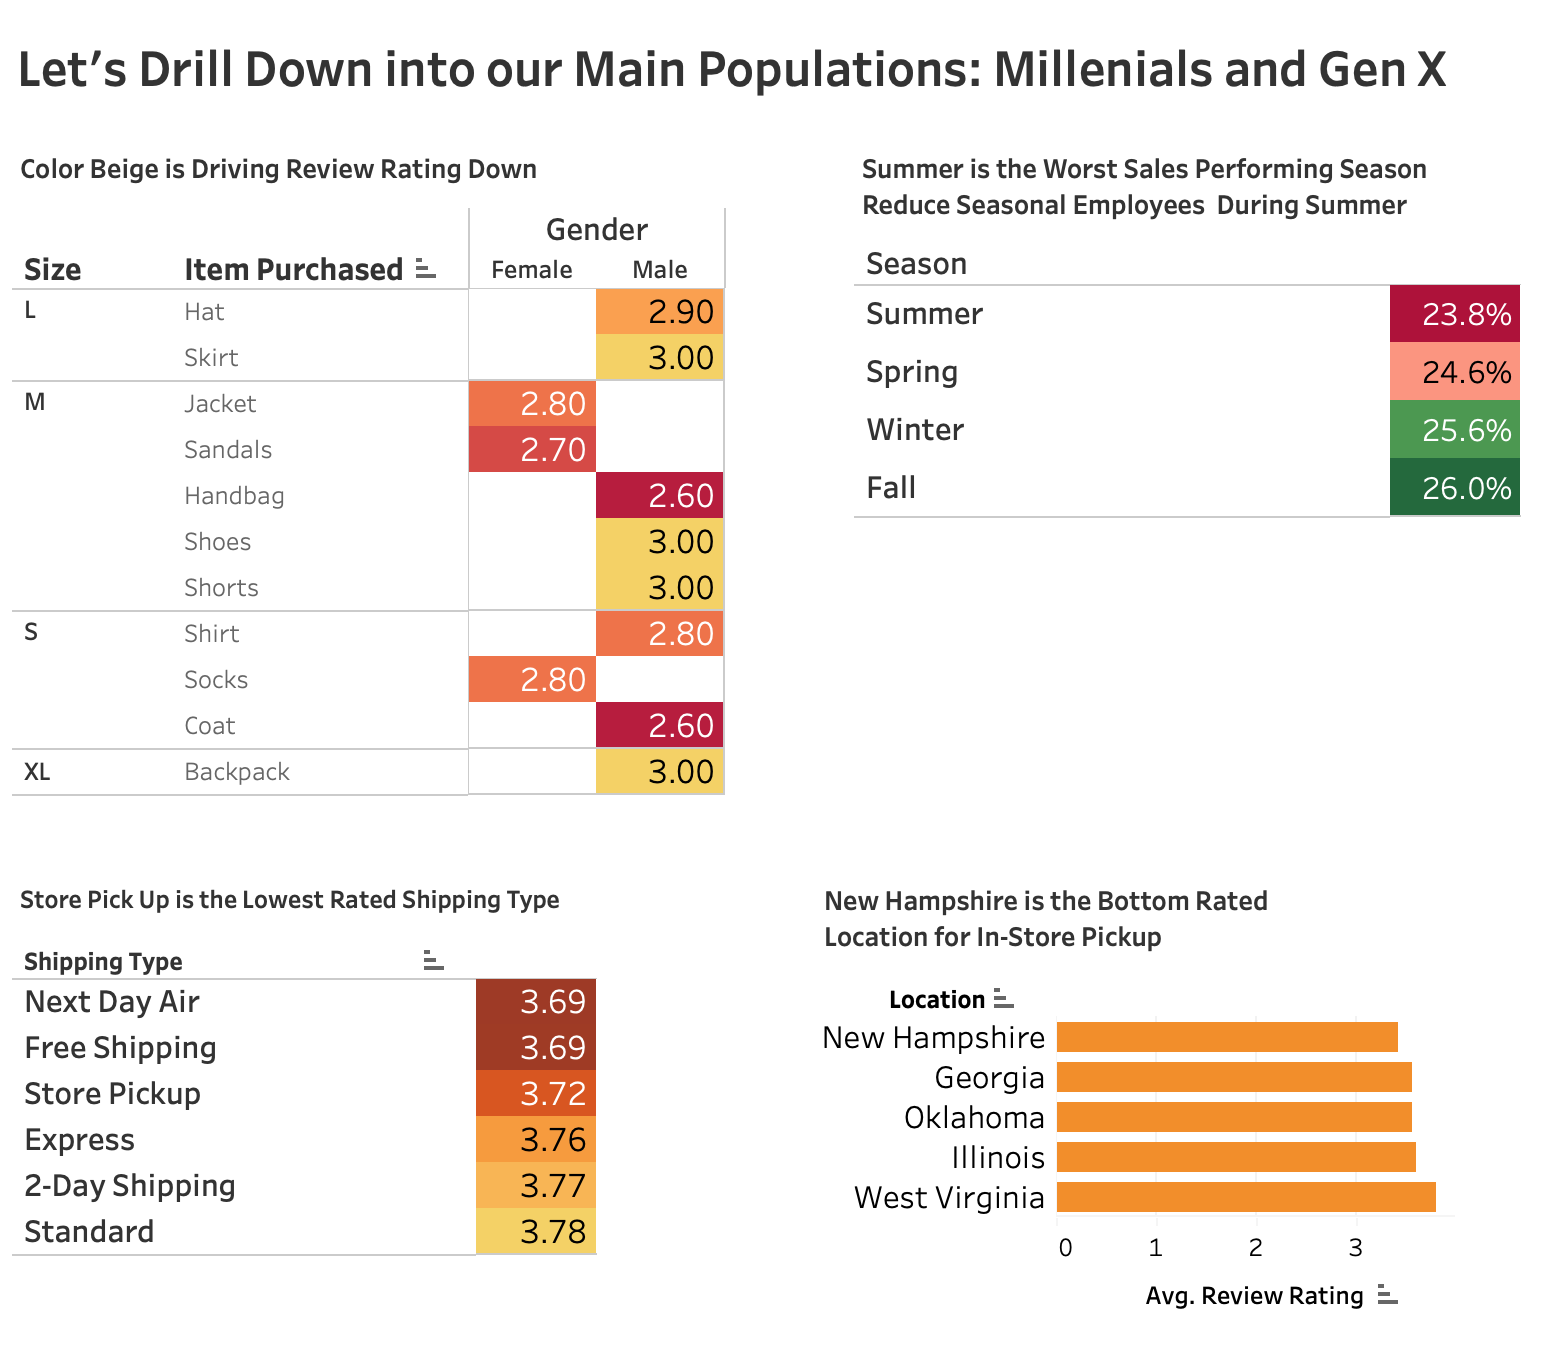 Let's Drill Down into our Main Populations: Millenials and Gen X
Color Beige is Driving Review Rating Down
Gender
Size Item Purchased Female Male
L Hat 2.90
Skirt 3.00
M Jacket 2.80
Sandals 2.70
Handbag 2.60
Shoes 3.00
Shorts 3.00
S Shirt 2.80
Socks 2.80
Coat 2.60
XL Backpack 3.00
Summer is the Worst Sales Performing Season
Reduce Seasonal Employees During Summer
Season
Summer 23.8%
Spring 24.6%
Winter 25.6%
Fall 26.0%
Store Pick Up is the Lowest Rated Shipping Type
Shipping Type
Next Day Air 3.69
Free Shipping 3.69
Store Pickup 3.72
Express 3.76
2-Day Shipping 3.77
Standard 3.78
New Hampshire is the Bottom Rated
Location for In-Store Pickup
Location
New Hampshire
Georgia
Oklahoma
Illinois
West Virginia
0 1 2 3
Avg. Review Rating